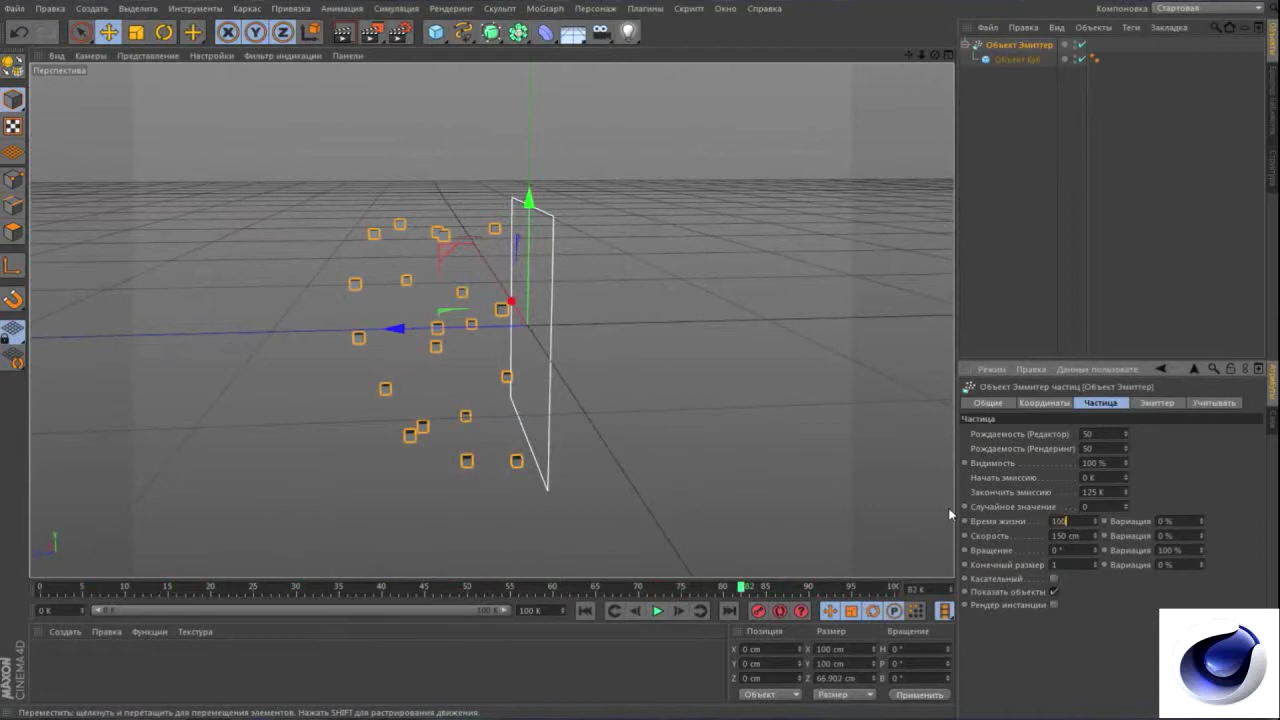 Файл Правка Создать Выделить Инструменты Каркас Привязка Анимация Симуляция Рендеринг Скульпт MoGraph Персонаж Плагины Скрипт Окно Справка Компоновка Стартовая
Файл Правка Вид Объекты Теги Закладка
Вид Камеры Представление Настройки Фильтр индикации Панели
Объект Эмиттер
Объект Куб
Перспектива
Режим Правка Данные пользовате
Объект Эммитер частиц [Объект Эмиттер]
Общие Координаты Частица Эмиттер Учитывать
Частица
Рождаемость (Редактор) 50
Рождаемость (Рендеринг) 50
Видимость 100 %
Начать эмиссию 0 K
Закончить эмиссию 125 K
Случайное значение 0
Время жизни 100 Вариация 0 %
Скорость 150 cm Вариация 0 %
Вращение 0 ° Вариация 100 %
Конечный размер 1 Вариация 0 %
Касательный
Показать объекты
Рендер инстанции
0 5 10 15 20 25 30 35 40 45 50 55 60 65 70 75 80 82 85 90 95 100 82 K
0 K 0 K 100 K 100 K
Создать Правка Функции Текстура
Позиция Размер Вращение
X 0 cm X 100 cm H 0 °
Y 0 cm Y 100 cm P 0 °
Z 0 cm Z 66.902 cm B 0 °
Объект Размер Применить
MAXON
CINEMA 4D
Переместить: щёлкнуть и перетащить для перемещения элементов. Нажать SHIFT для растрирования движения.